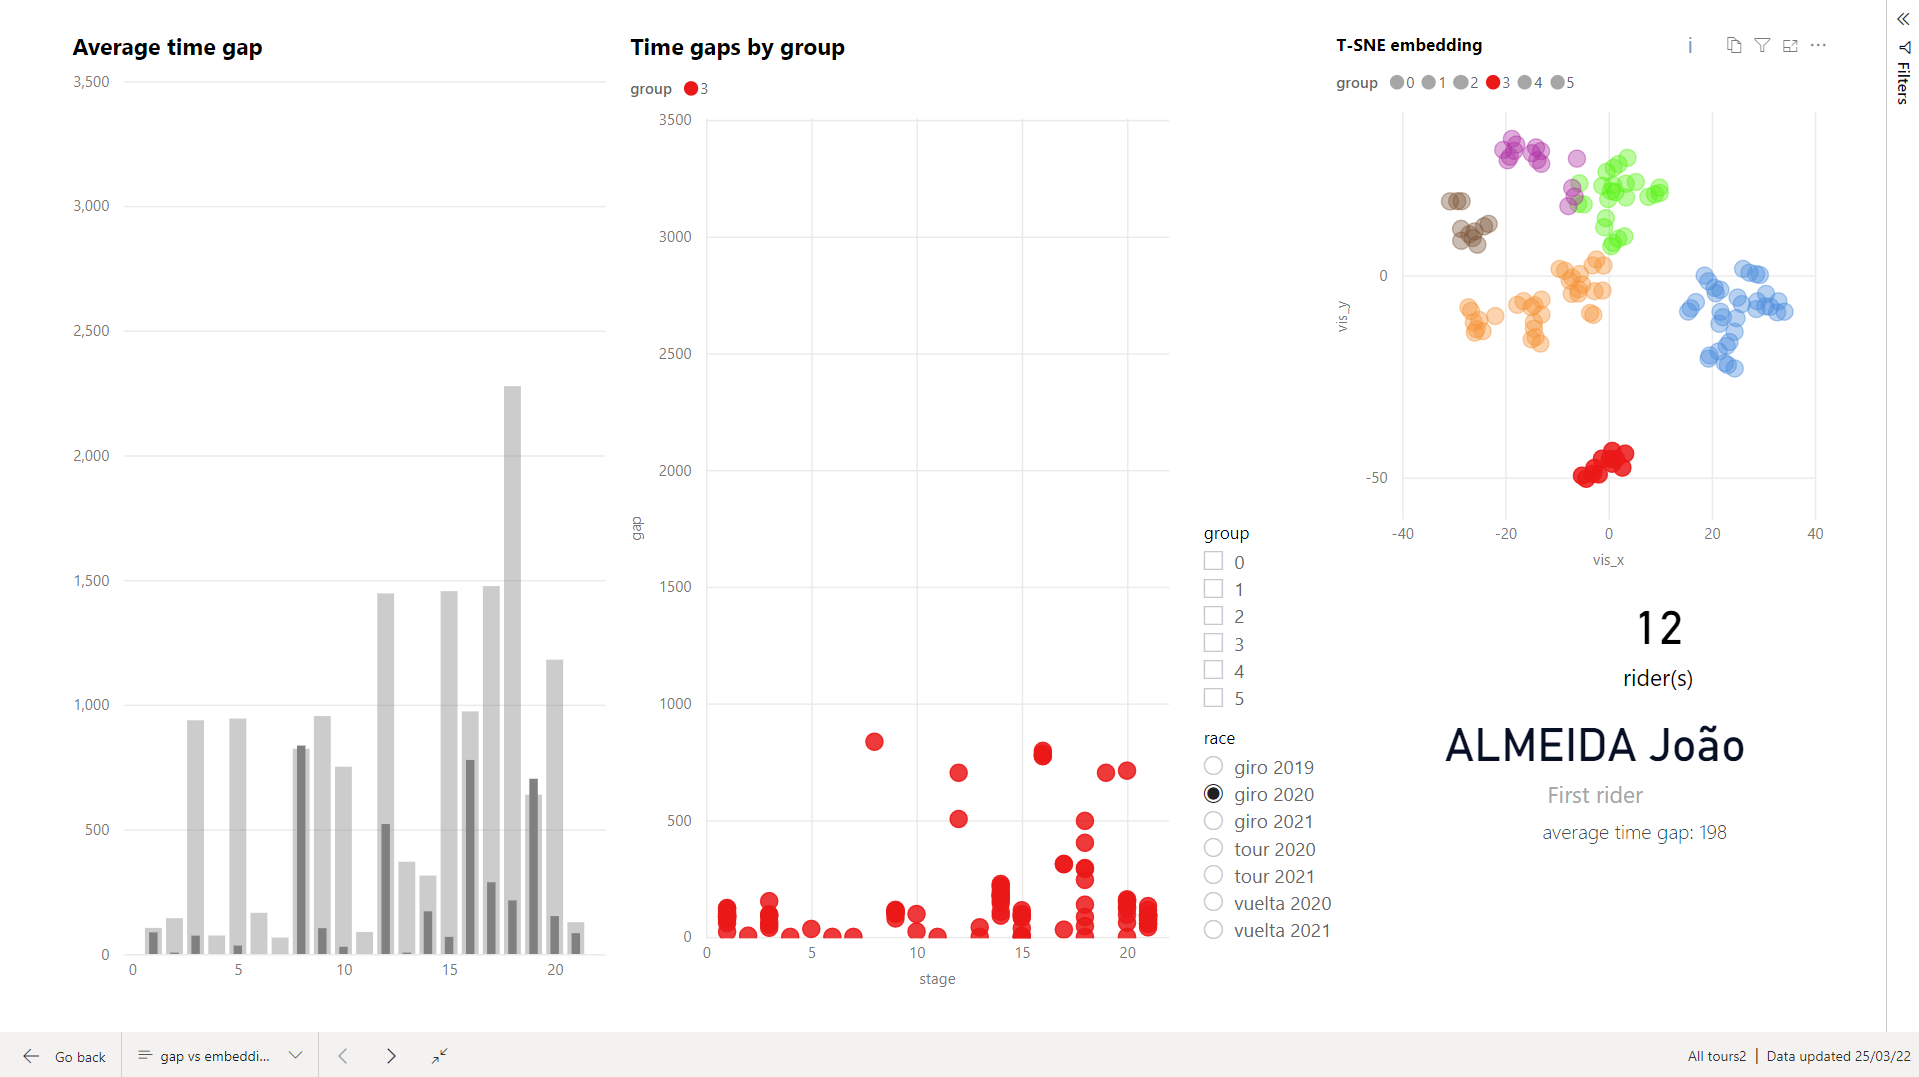 Average time gap
3,500
3,000
2,500
2,000
1,500
1,000
500
0
0 5 10 15 20
Time gaps by group
group 3
3500
3000
2500
2000
1500
1000
500
0
gap
0 5 10 15 20
stage
group
0
1
2
3
4
5
race
giro 2019
giro 2020
giro 2021
tour 2020
tour 2021
vuelta 2020
vuelta 2021
T-SNE embedding
group 0 1 2 3 4 5
0
-50
vis_y
-40 -20 0 20 40
vis_x
12
rider(s)
ALMEIDA João
First rider
average time gap: 198
Filters
Go back
gap vs embeddi...
All tours2 | Data updated 25/03/22